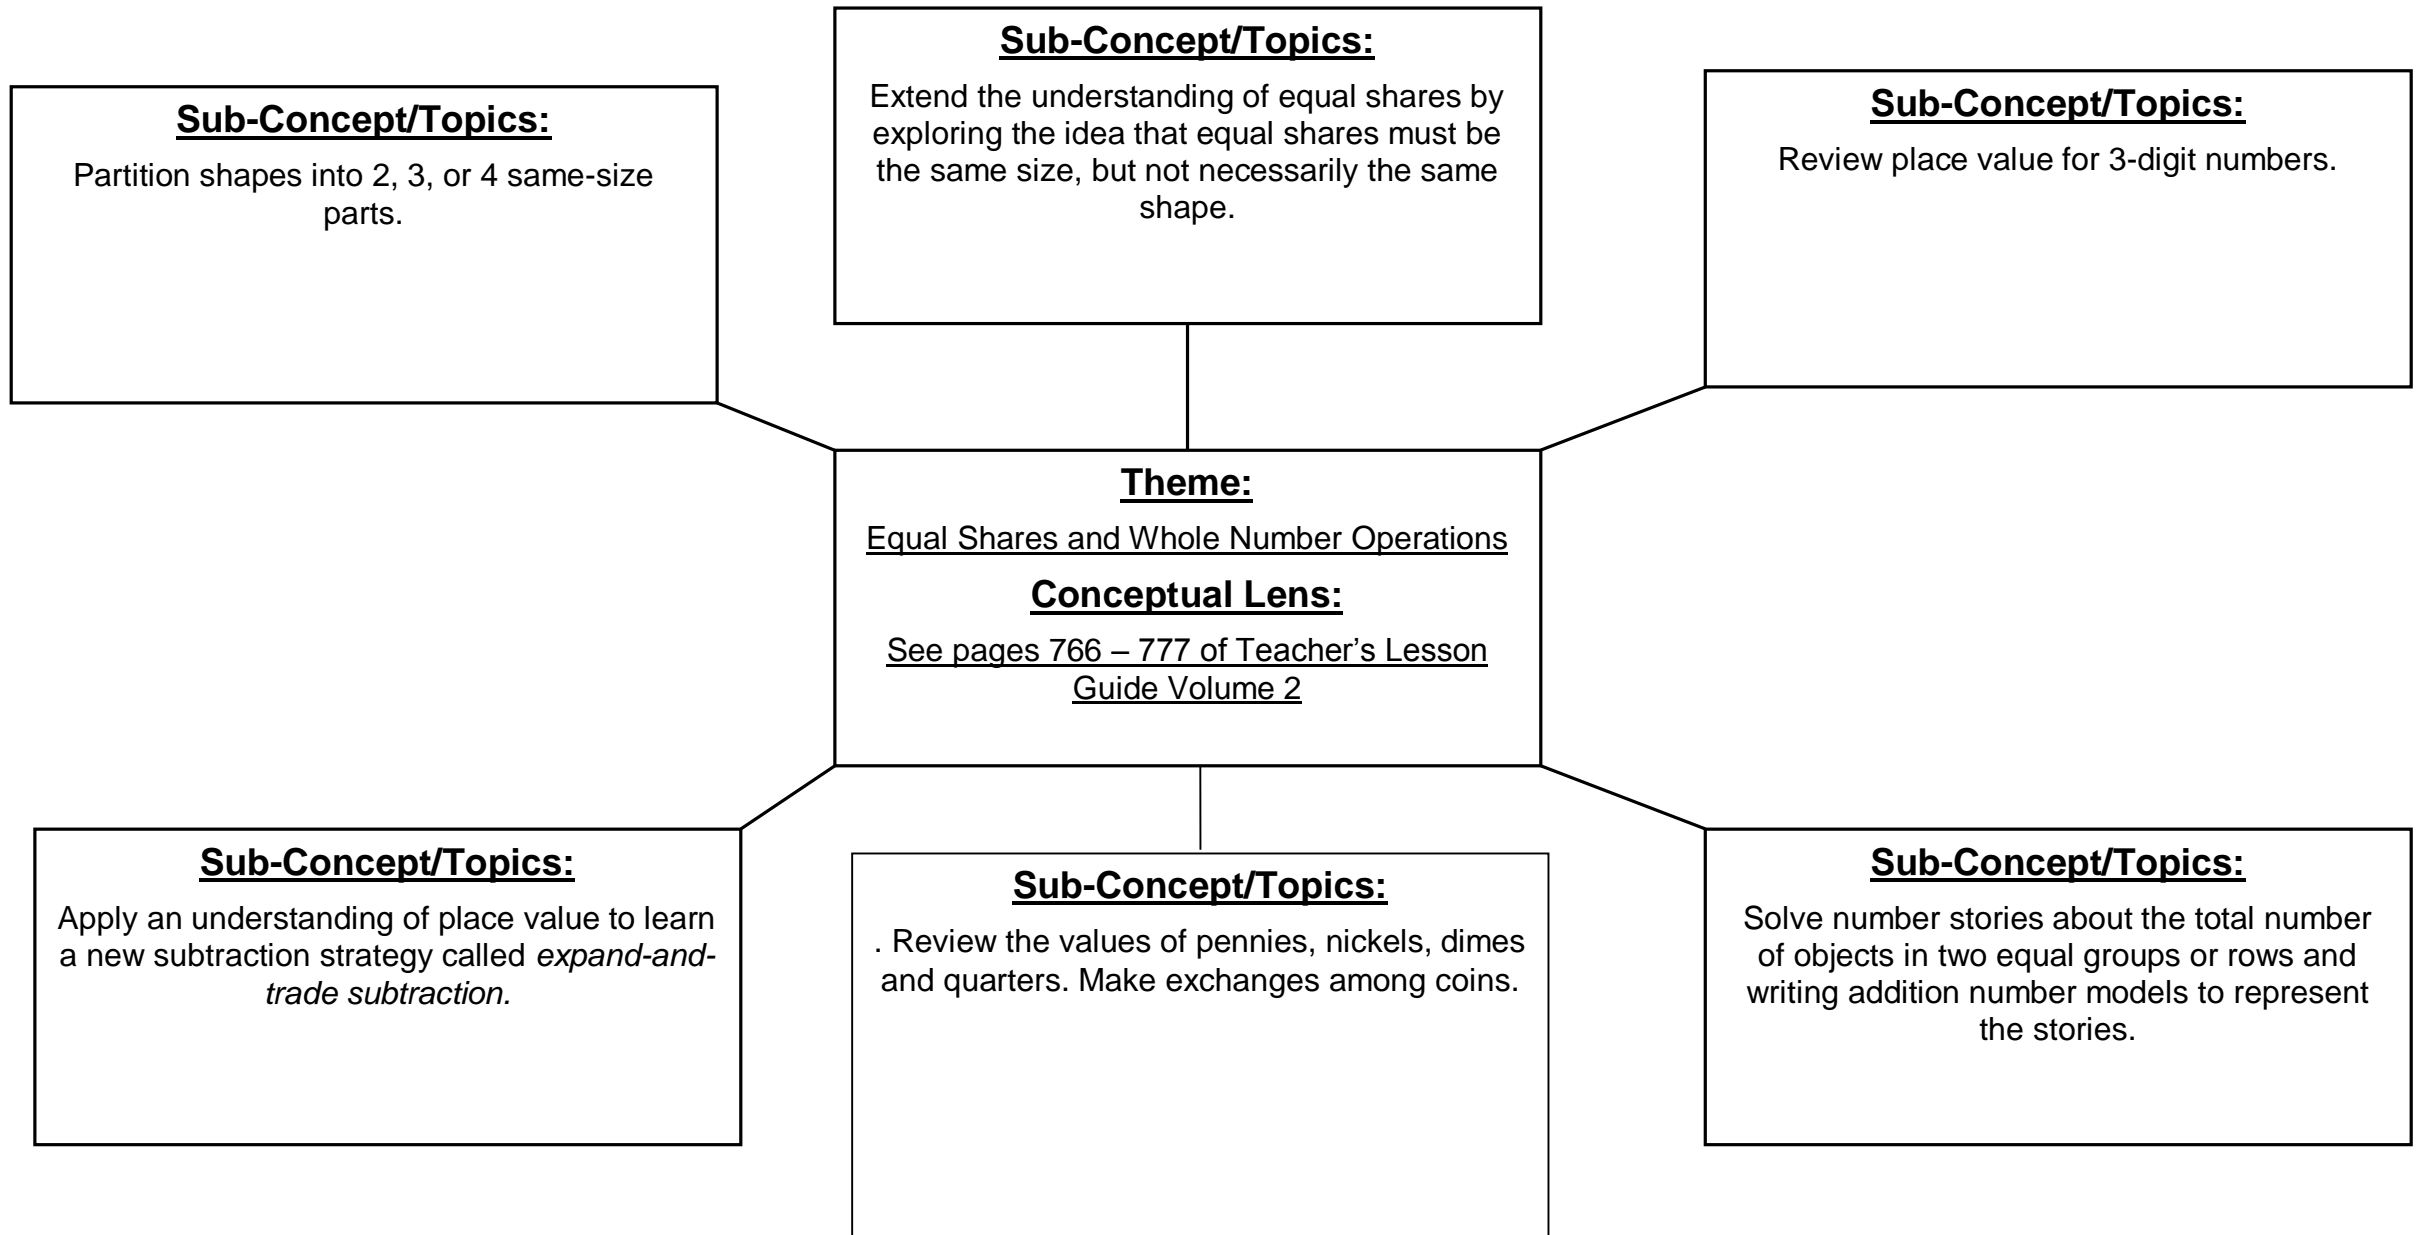 Sub-Concept/Topics:
Partition shapes into 2, 3, or 4 same-size
parts.
Sub-Concept/Topics:
Extend the understanding of equal shares by
exploring the idea that equal shares must be
the same size, but not necessarily the same
shape.
Sub-Concept/Topics:
Review place value for 3-digit numbers.
Theme:
Equal Shares and Whole Number Operations
Conceptual Lens:
See pages 766 – 777 of Teacher’s Lesson
Guide Volume 2
Sub-Concept/Topics:
Apply an understanding of place value to learn
a new subtraction strategy called expand-and-
trade subtraction.
Sub-Concept/Topics:
. Review the values of pennies, nickels, dimes
and quarters. Make exchanges among coins.
Sub-Concept/Topics:
Solve number stories about the total number
of objects in two equal groups or rows and
writing addition number models to represent
the stories.